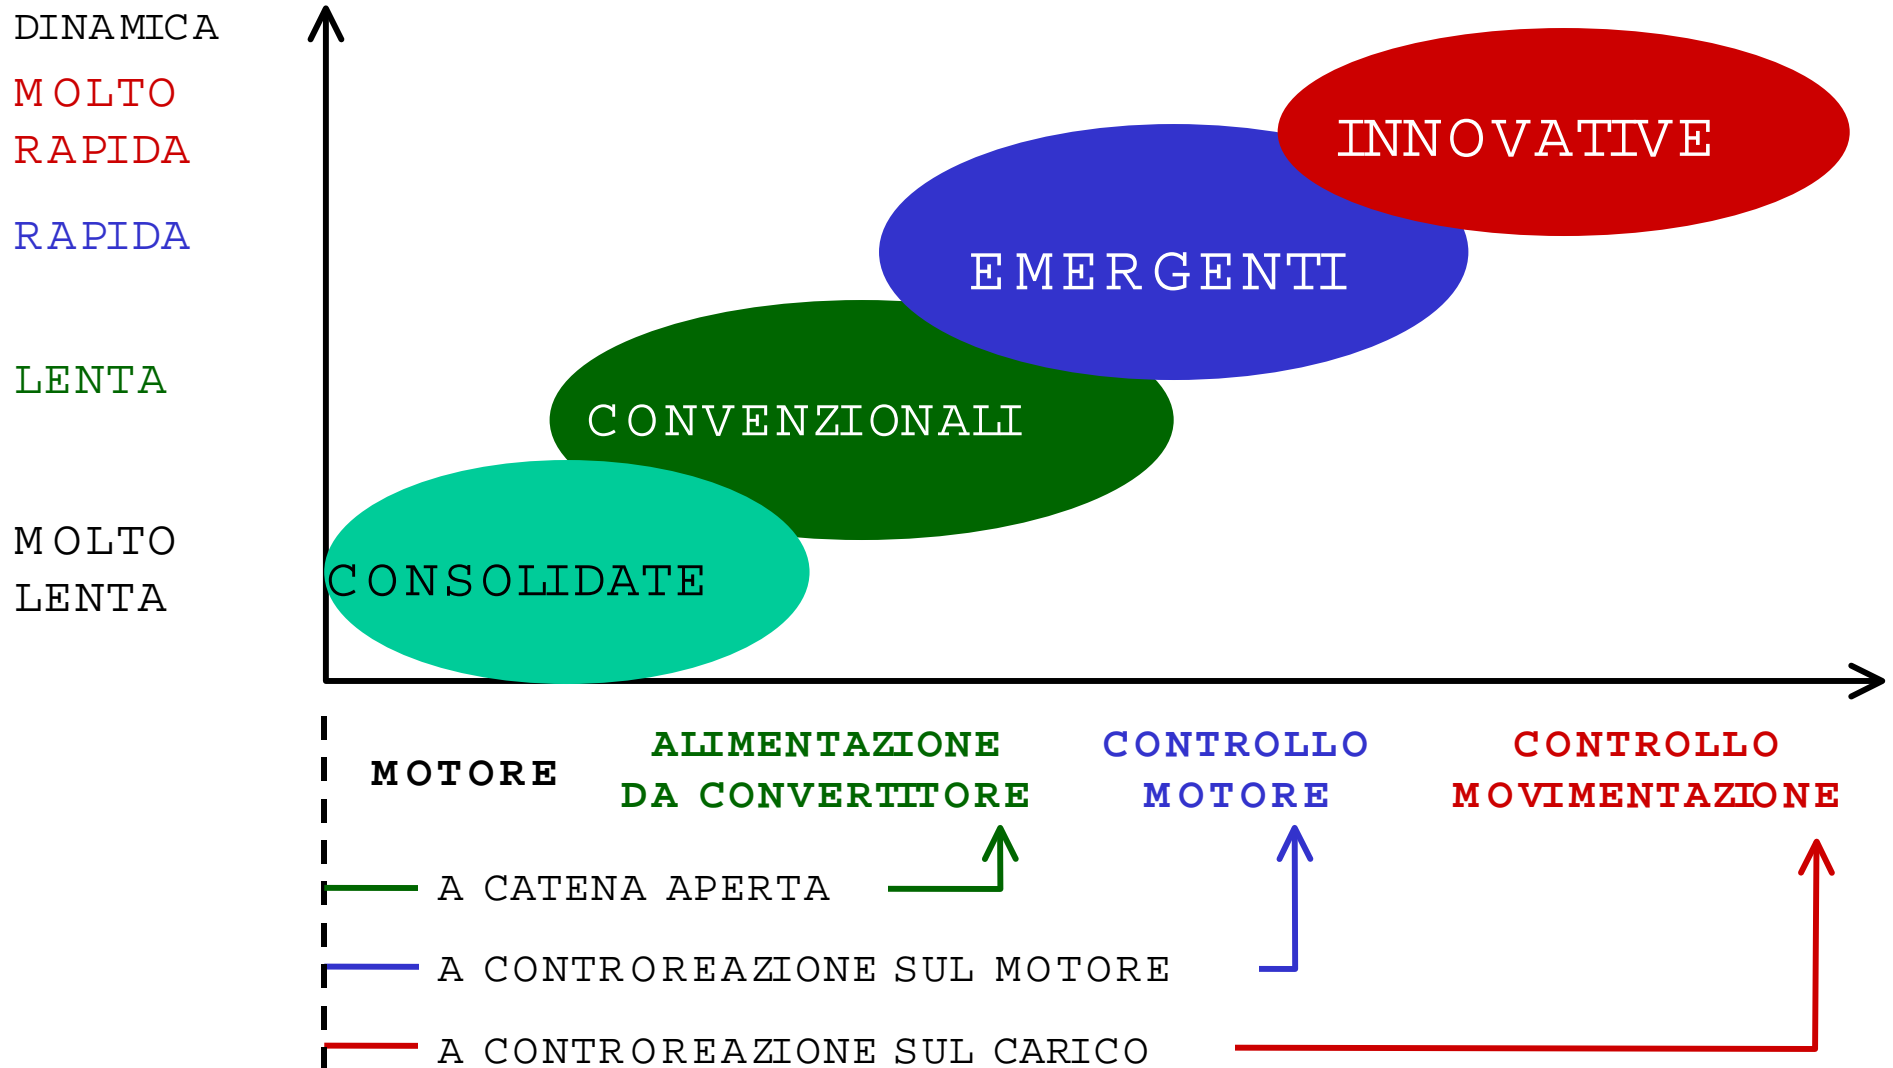 DINAMICA
MOLTO
RAPIDA
RAPIDA
LENTA
MOLTO
LENTA
INNOVATIVE
EMERGENTI
CONVENZIONALI
CONSOLIDATE
MOTORE
ALIMENTAZIONE
DA CONVERTITORE
CONTROLLO
MOTORE
CONTROLLO
MOVIMENTAZIONE
A CATENA APERTA
A CONTROREAZIONE SUL MOTORE
A CONTROREAZIONE SUL CARICO